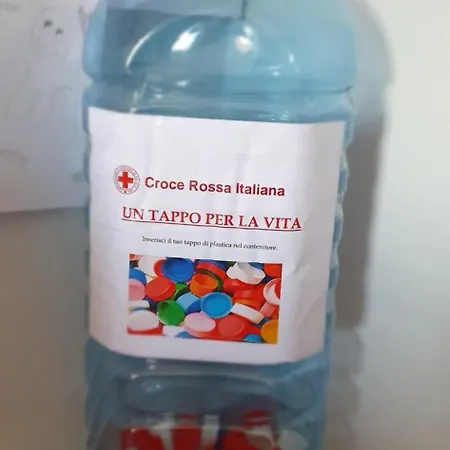 Croce Rossa Italiana
UN TAPPO PER LA VITA
Inserisci il tuo tappo di plastica nel contenitore.